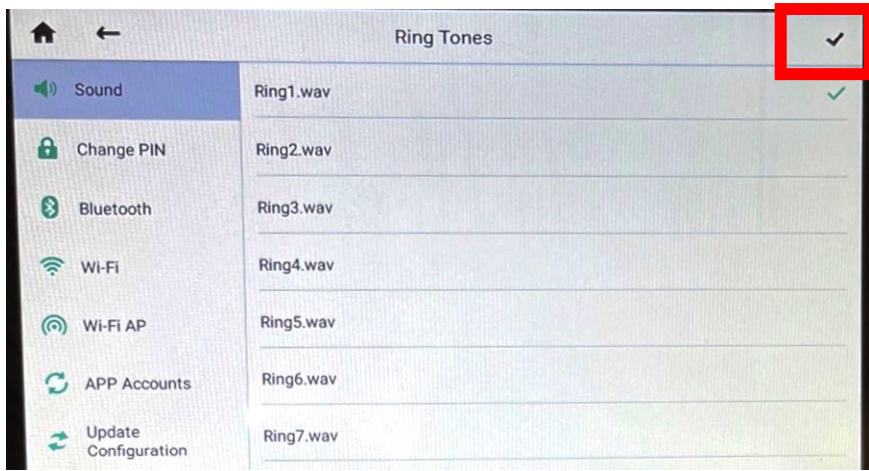 Ring Tones
Sound
Change PIN
Bluetooth
Wi-Fi
Wi-Fi AP
APP Accounts
Update
Configuration
Ring1.wav
Ring2.wav
Ring3.wav
Ring4.wav
Ring5.wav
Ring6.wav
Ring7.wav